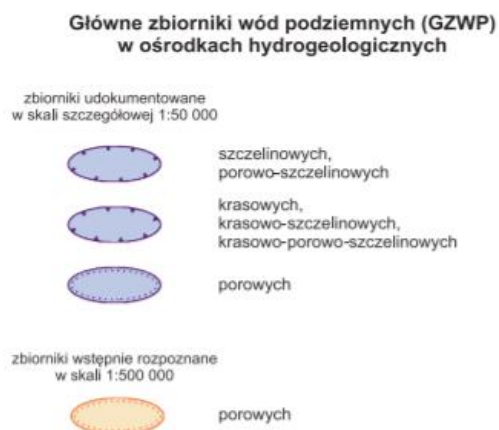 Główne zbiorniki wód podziemnych (GZWP)
w ośrodkach hydrogeologicznych
zbiorniki udokumentowane
w skali szczegółowej 1:50 000
szczelinowych,
porowo-szczelinowych
krasowych,
krasowo-szczelinowych,
krasowo-porowo-szczelinowych
porowych
zbiorniki wstępnie rozpoznane
w skali 1:500 000
porowych